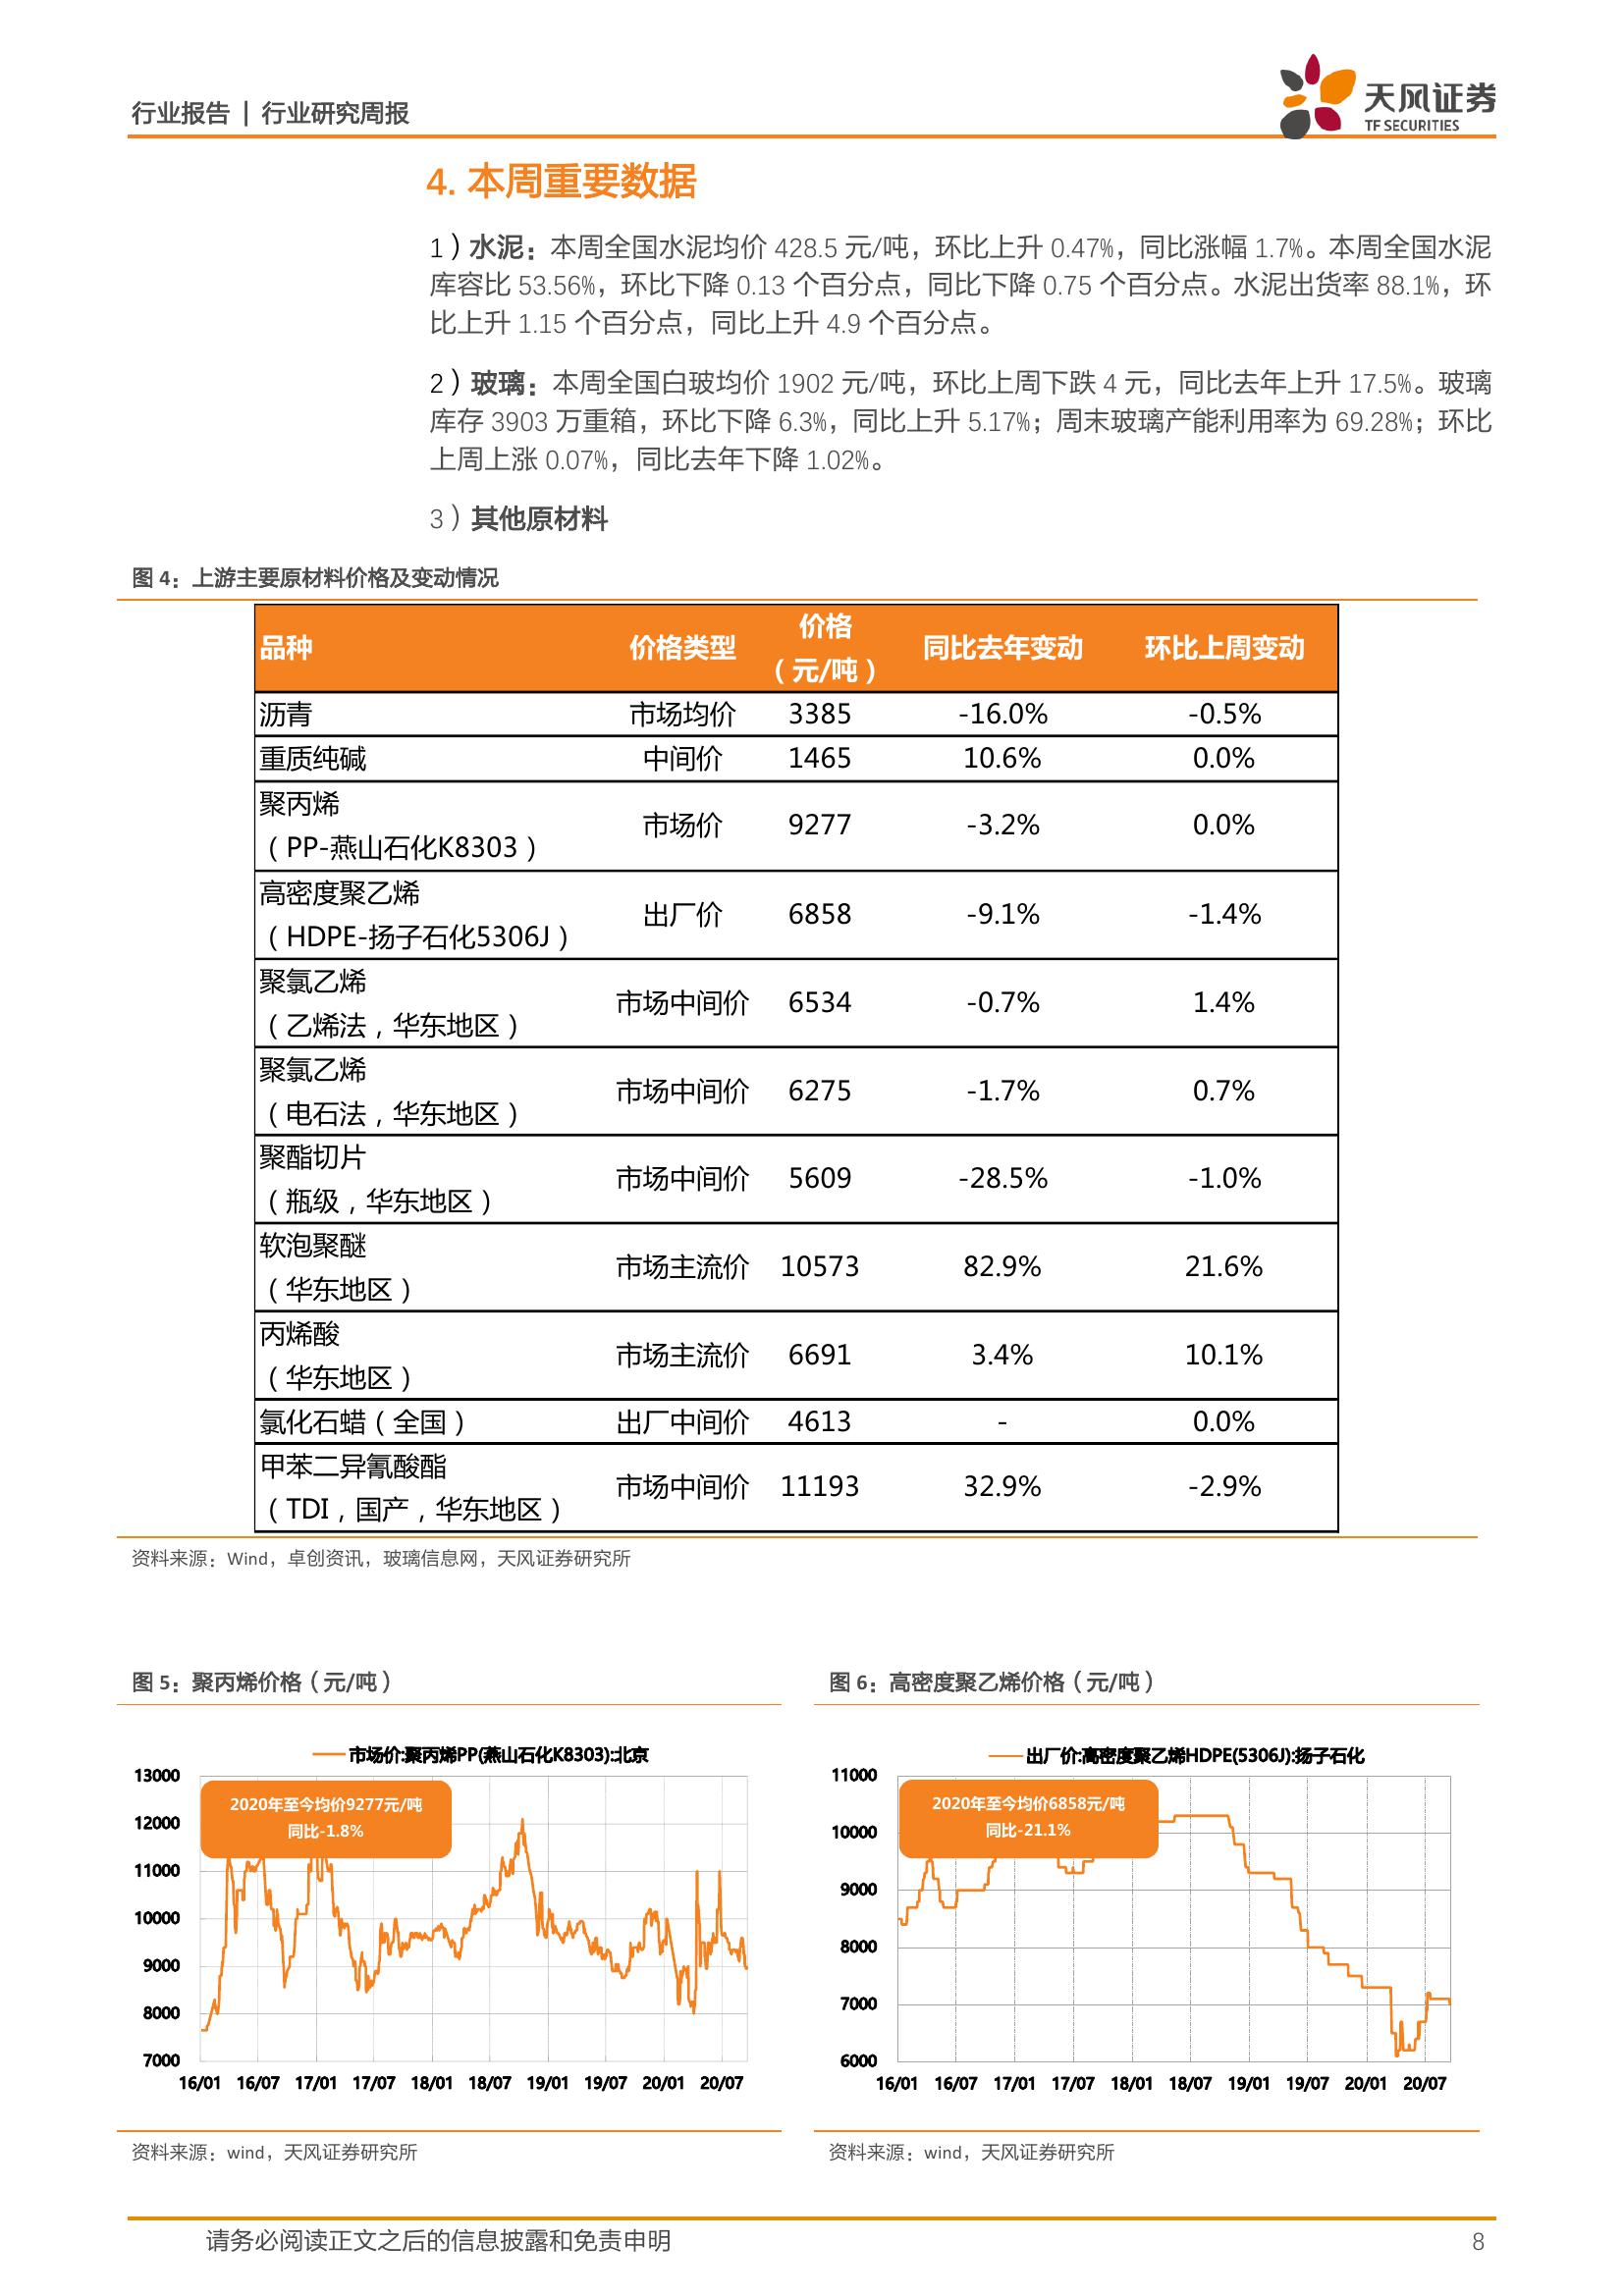 行业报告 | 行业研究周报
天风证券
TF SECURITIES
4. 本周重要数据
1）水泥：本周全国水泥均价 428.5 元/吨，环比上升 0.47%，同比涨幅 1.7%。本周全国水泥
库容比 53.56%，环比下降 0.13 个百分点，同比下降 0.75 个百分点。水泥出货率 88.1%，环
比上升 1.15 个百分点，同比上升 4.9 个百分点。
2）玻璃：本周全国白玻均价 1902 元/吨，环比上周下跌 4 元，同比去年上升 17.5%。玻璃
库存 3903 万重箱，环比下降 6.3%，同比上升 5.17%；周末玻璃产能利用率为 69.28%；环比
上周上涨 0.07%，同比去年下降 1.02%。
3）其他原材料
图 4：上游主要原材料价格及变动情况
品种 价格类型 价格（元/吨） 同比去年变动 环比上周变动
沥青 市场均价 3385 -16.0% -0.5%
重质纯碱 中间价 1465 10.6% 0.0%
聚丙烯
（PP-燕山石化K8303） 市场价 9277 -3.2% 0.0%
高密度聚乙烯
（HDPE-扬子石化5306J） 出厂价 6858 -9.1% -1.4%
聚氯乙烯
（乙烯法，华东地区） 市场中间价 6534 -0.7% 1.4%
聚氯乙烯
（电石法，华东地区） 市场中间价 6275 -1.7% 0.7%
聚酯切片
（瓶级，华东地区） 市场中间价 5609 -28.5% -1.0%
软泡聚醚
（华东地区） 市场主流价 10573 82.9% 21.6%
丙烯酸
（华东地区） 市场主流价 6691 3.4% 10.1%
氯化石蜡（全国） 出厂中间价 4613 - 0.0%
甲苯二异氰酸酯
（TDI，国产，华东地区） 市场中间价 11193 32.9% -2.9%
资料来源：Wind，卓创资讯，玻璃信息网，天风证券研究所
图 5：聚丙烯价格（元/吨）
市场价:聚丙烯PP(燕山石化K8303):北京
2020年至今均价9277元/吨
同比-1.8%
13000
12000
11000
10000
9000
8000
7000
16/01 16/07 17/01 17/07 18/01 18/07 19/01 19/07 20/01 20/07
资料来源：wind，天风证券研究所
图 6：高密度聚乙烯价格（元/吨）
出厂价:高密度聚乙烯HDPE(5306J):扬子石化
2020年至今均价6858元/吨
同比-21.1%
11000
10000
9000
8000
7000
6000
16/01 16/07 17/01 17/07 18/01 18/07 19/01 19/07 20/01 20/07
资料来源：wind，天风证券研究所
请务必阅读正文之后的信息披露和免责申明 8